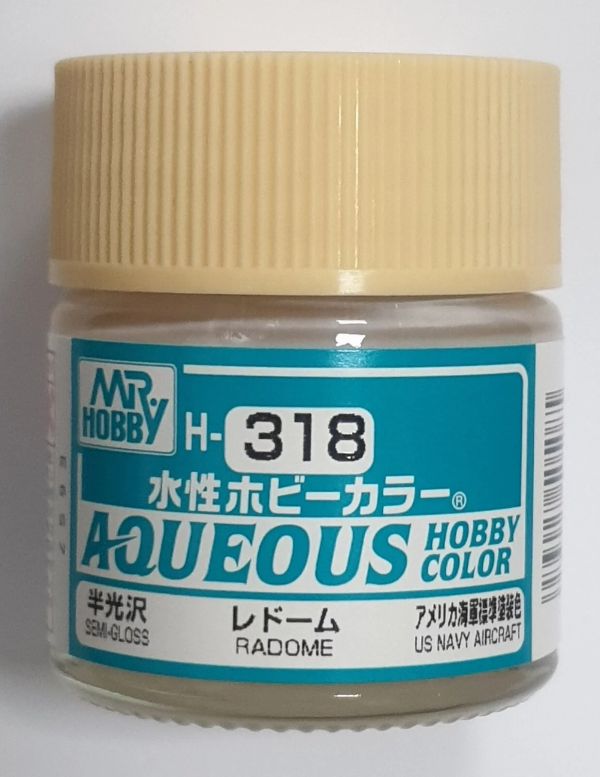 MR.
HOBBY
H-318
水性ホビーカラー®
AQUEOUS HOBBY
COLOR
半光沢
SEMI-GLOSS
レドーム
RADOME
アメリカ海軍標準塗装色
US NAVY AIRCRAFT